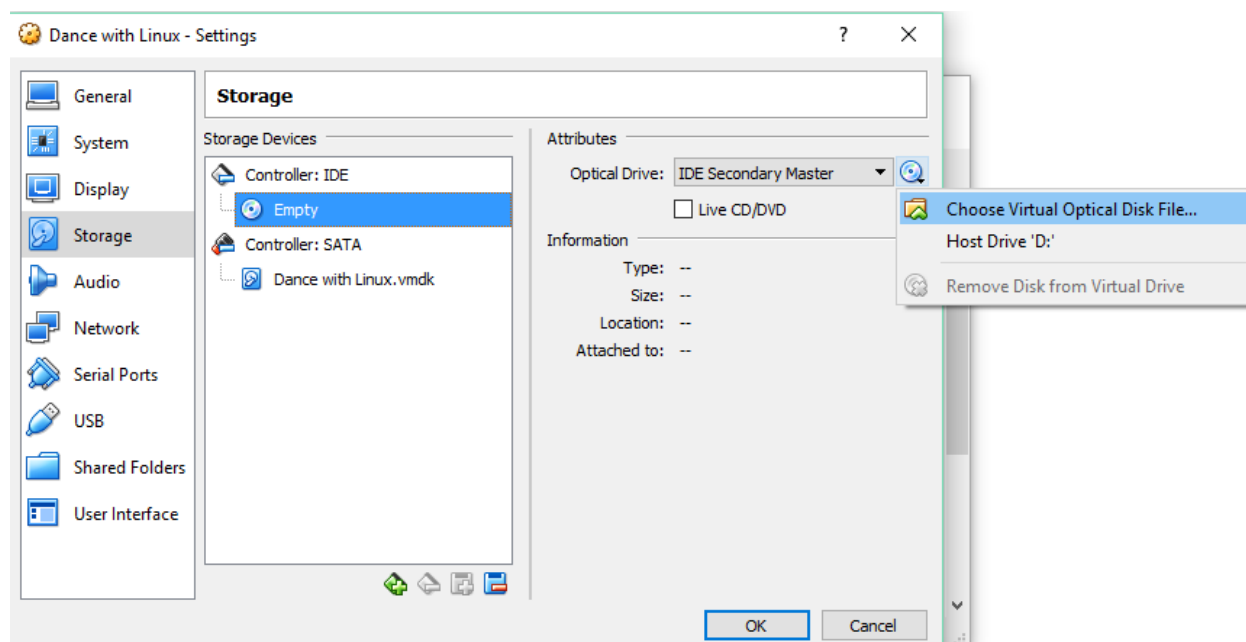 Dance with Linux - Settings
?
General
System
Display
Storage
Audio
Network
Serial Ports
USB
Shared Folders
User Interface
Storage
Storage Devices
Controller: IDE
Empty
Controller: SATA
Dance with Linux.vmdk
Attributes
Optical Drive: IDE Secondary Master
Live CD/DVD
Information
Type: --
Size: --
Location: --
Attached to: --
Choose Virtual Optical Disk File...
Host Drive 'D:'
Remove Disk from Virtual Drive
OK Cancel